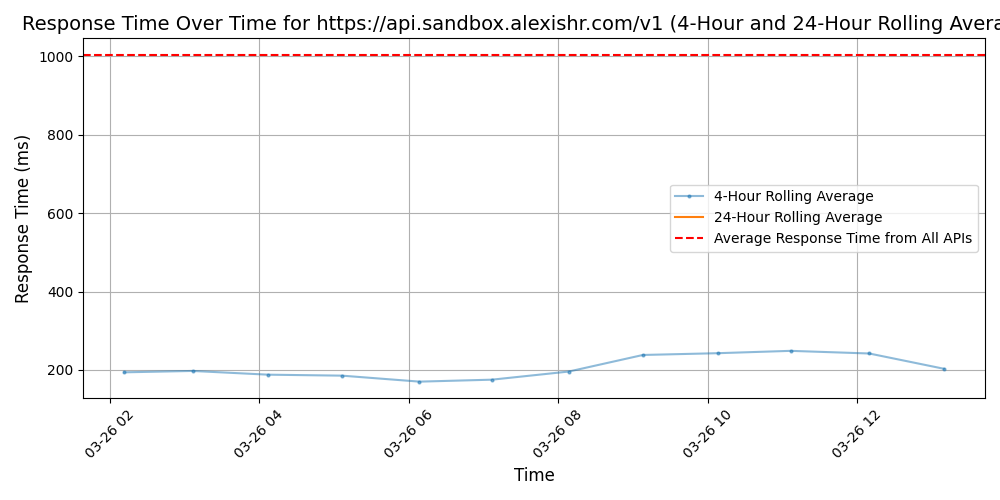 Response Time Over Time for https://api.sandbox.alexishr.com/v1 (4-Hour and 24-Hour Rolling Avera
Response Time (ms)
1000
800
600
400
200
4-Hour Rolling Average
24-Hour Rolling Average
Average Response Time from All APIs
03-26 02
03-26 04
03-26 06
03-26 08
03-26 10
03-26 12
Time